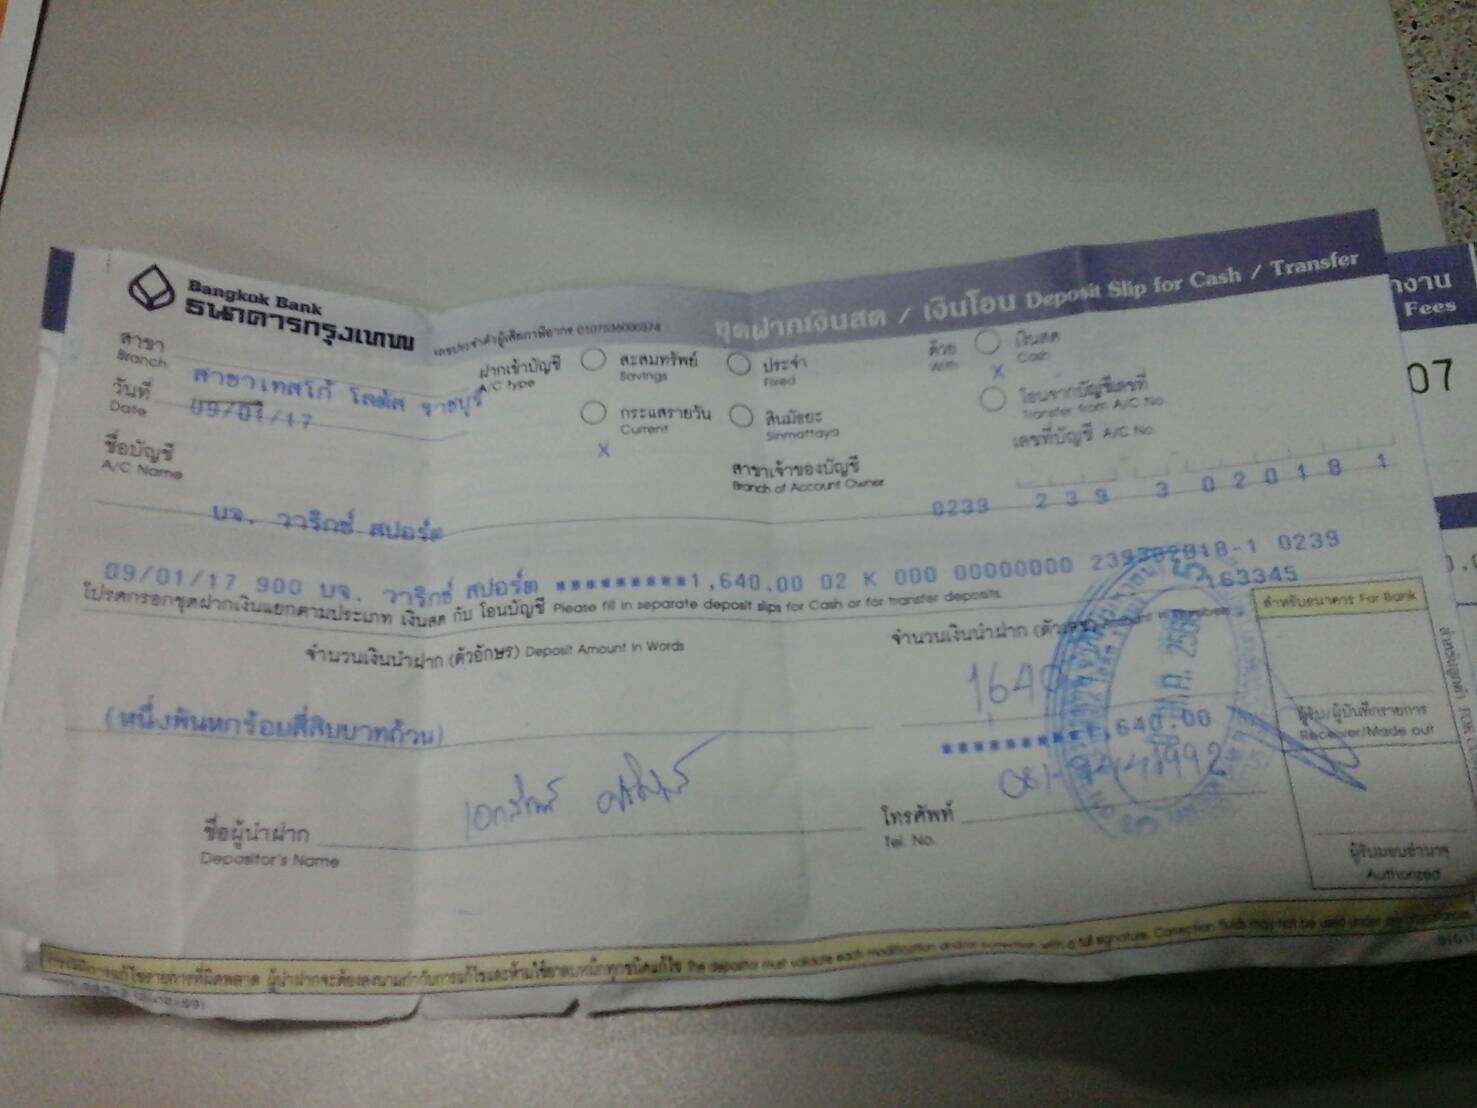 Bangkok Bank
ธนาคารกรุงเทพ
เลขประจำตัวผู้เสียภาษีอากร 0107536000374
ชุดฝากเงินสด / เงินโอน Deposit Slip for Cash / Transfer
สาขา
Branch
สาขาเทสโก้ โลตัส ราชบุรี
วันที่
Date
09/01/17
ฝากเข้าบัญชี
A/C type
สะสมทรัพย์
Savings
ประจำ
Fixed
กระแสรายวัน
Current
X
สินมัธยะ
Sinmattaya
ด้วย
With
เงินสด
Cash
X
โอนจากบัญชีเลขที่
Transfer from A/C No.
ชื่อบัญชี
A/C Name
บจ. วาริกซ์ สปอร์ต
สาขาเจ้าของบัญชี
Branch of Account Owner
0239
เลขที่บัญชี A/C No.
2 3 9 3 0 2 0 1 8 1
09/01/17 900 บจ. วาริกซ์ สปอร์ต **********1,640.00 02 K 000 00000000 239302018-1 0239
163345
โปรดกรอกชุดฝากเงินแยกตามประเภท เงินสด กับ โอนบัญชี Please fill in separate deposit slips for Cash or for transfer deposits.
จำนวนเงินนำฝาก (ตัวอักษร) Deposit Amount in Words
(หนึ่งพันหกร้อยสี่สิบบาทถ้วน)
จำนวนเงินนำฝาก
1640
1,640.00
ชื่อผู้นำฝาก
Depositor's Name
โทรศัพท์
Tel. No.
สำหรับธนาคาร For Bank
ผู้รับ/ผู้บันทึกรายการ
Receiver/Made out
ผู้รับมอบอำนาจ
Authorized
ผู้นำฝากจะต้องลงนามกำกับการแก้ไขและห้ามใช้ยาลบหมึกทุกชนิดแก้ไข The depositor must validate each modification and/or correction with a full signature. Correction fluids may not be used under any circumstances.
งาน
Fees
07